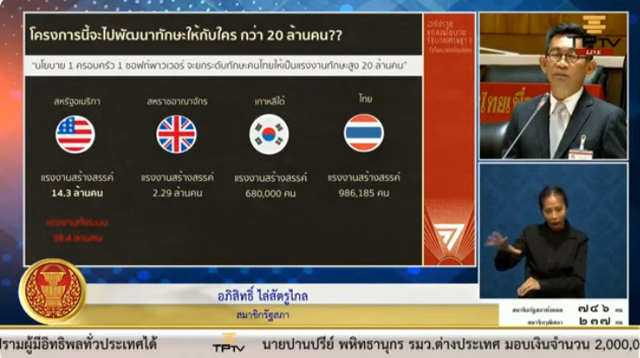 โครงการนี้จะไปพัฒนาทักษะให้กับใคร กว่า 20 ล้านคน??
"นโยบาย 1 ครอบครัว 1 ซอฟท์พาวเวอร์ จะยกระดับทักษะคนไทยให้เป็นแรงงานทักษะสูง 20 ล้านคน"
สหรัฐอเมริกา
แรงงานสร้างสรรค์
14.3 ล้านคน
สหราชอาณาจักร
แรงงานสร้างสรรค์
2.29 ล้านคน
เกาหลีใต้
แรงงานสร้างสรรค์
680,000 คน
ไทย
แรงงานสร้างสรรค์
986,185 คน
TPTV
LIVE
อภิสิทธิ์ ไล่สัตรูไกล
สมาชิกรัฐสภา
๗๔๖ คน
๒๓๗ คน
รามผู้มีอิทธิพลทั่วประเทศได้ TPTV นายปานปรีย์ พหิทธานุกร รมว.ต่างประเทศ มอบเงินจำนวน 2,000,0